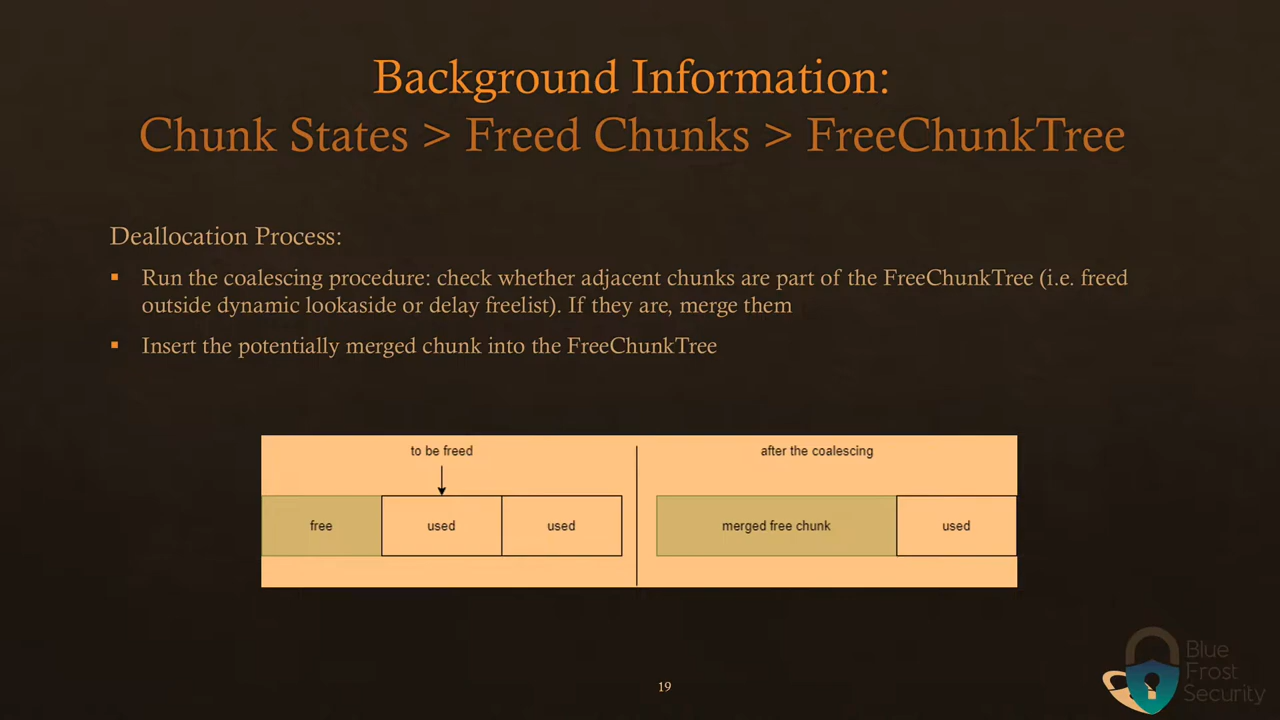 Background Information:
Chunk States > Freed Chunks > FreeChunkTree
Deallocation Process:
▪ Run the coalescing procedure: check whether adjacent chunks are part of the FreeChunkTree (i.e. freed
outside dynamic lookaside or delay freelist). If they are, merge them
▪ Insert the potentially merged chunk into the FreeChunkTree
to be freed
after the coalescing
free
used
used
merged free chunk
used
19
Blue
Frost
Security